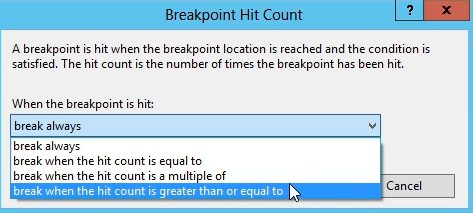 Breakpoint Hit Count
?
x
A breakpoint is hit when the breakpoint location is reached and the condition is
satisfied. The hit count is the number of times the breakpoint has been hit.
When the breakpoint is hit:
break always
break always
break when the hit count is equal to
break when the hit count is a multiple of
break when the hit count is greater than or equal to
Cancel